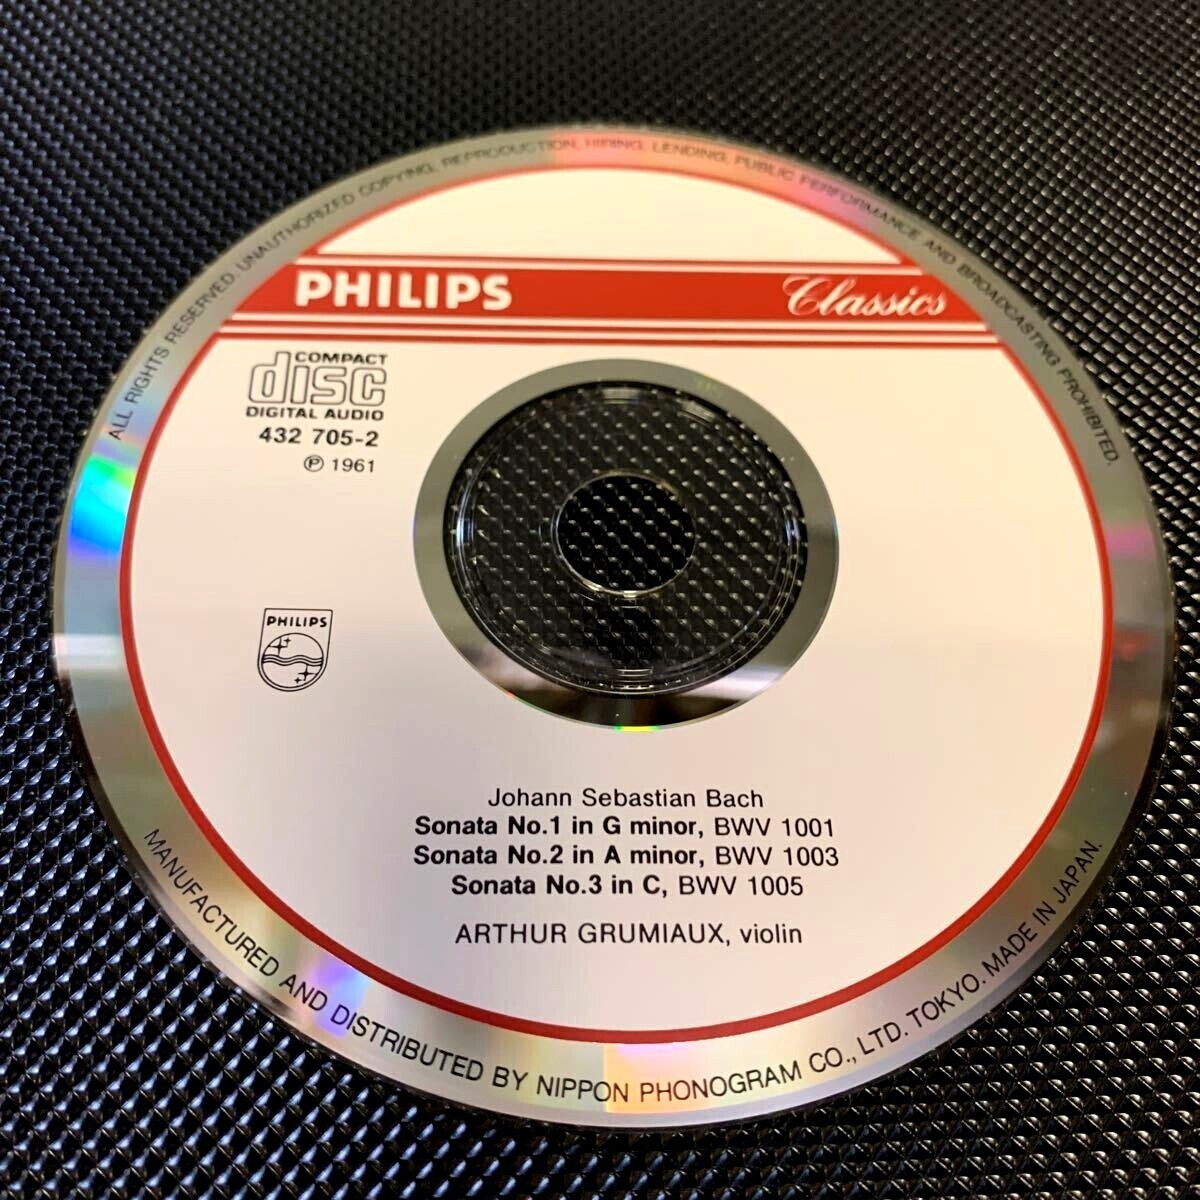 ALL RIGHTS RESERVED. UNAUTHORIZED COPYING, REPRODUCTION, HIRING, LENDING, PUBLIC PERFORMANCE AND BROADCASTING PROHIBITED.
PHILIPS Classics
COMPACT
disc
DIGITAL AUDIO
432 705-2
℗ 1961
PHILIPS
Johann Sebastian Bach
Sonata No.1 in G minor, BWV 1001
Sonata No.2 in A minor, BWV 1003
Sonata No.3 in C, BWV 1005
ARTHUR GRUMIAUX, violin
MANUFACTURED AND DISTRIBUTED BY NIPPON PHONOGRAM CO., LTD. TOKYO. MADE IN JAPAN.